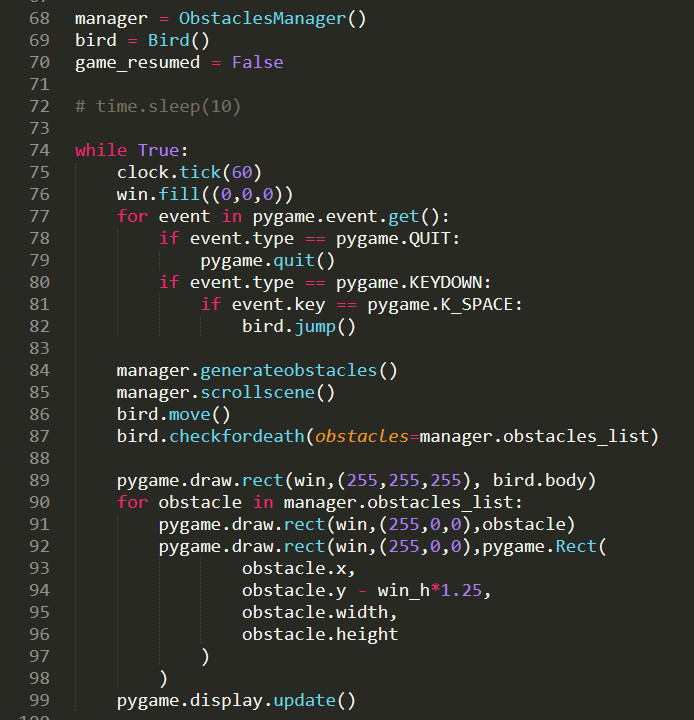 68 manager = ObstaclesManager()
69 bird = Bird()
70 game_resumed = False
71
72 # time.sleep(10)
73
74 while True:
75     clock.tick(60)
76     win.fill((0,0,0))
77     for event in pygame.event.get():
78         if event.type == pygame.QUIT:
79             pygame.quit()
80         if event.type == pygame.KEYDOWN:
81             if event.key == pygame.K_SPACE:
82                 bird.jump()
83
84     manager.generateobstacles()
85     manager.scrollscene()
86     bird.move()
87     bird.checkfordeath(obstacles=manager.obstacles_list)
88
89     pygame.draw.rect(win,(255,255,255), bird.body)
90     for obstacle in manager.obstacles_list:
91         pygame.draw.rect(win,(255,0,0),obstacle)
92         pygame.draw.rect(win,(255,0,0),pygame.Rect(
93                 obstacle.x,
94                 obstacle.y - win_h*1.25,
95                 obstacle.width,
96                 obstacle.height
97             )
98         )
99     pygame.display.update()